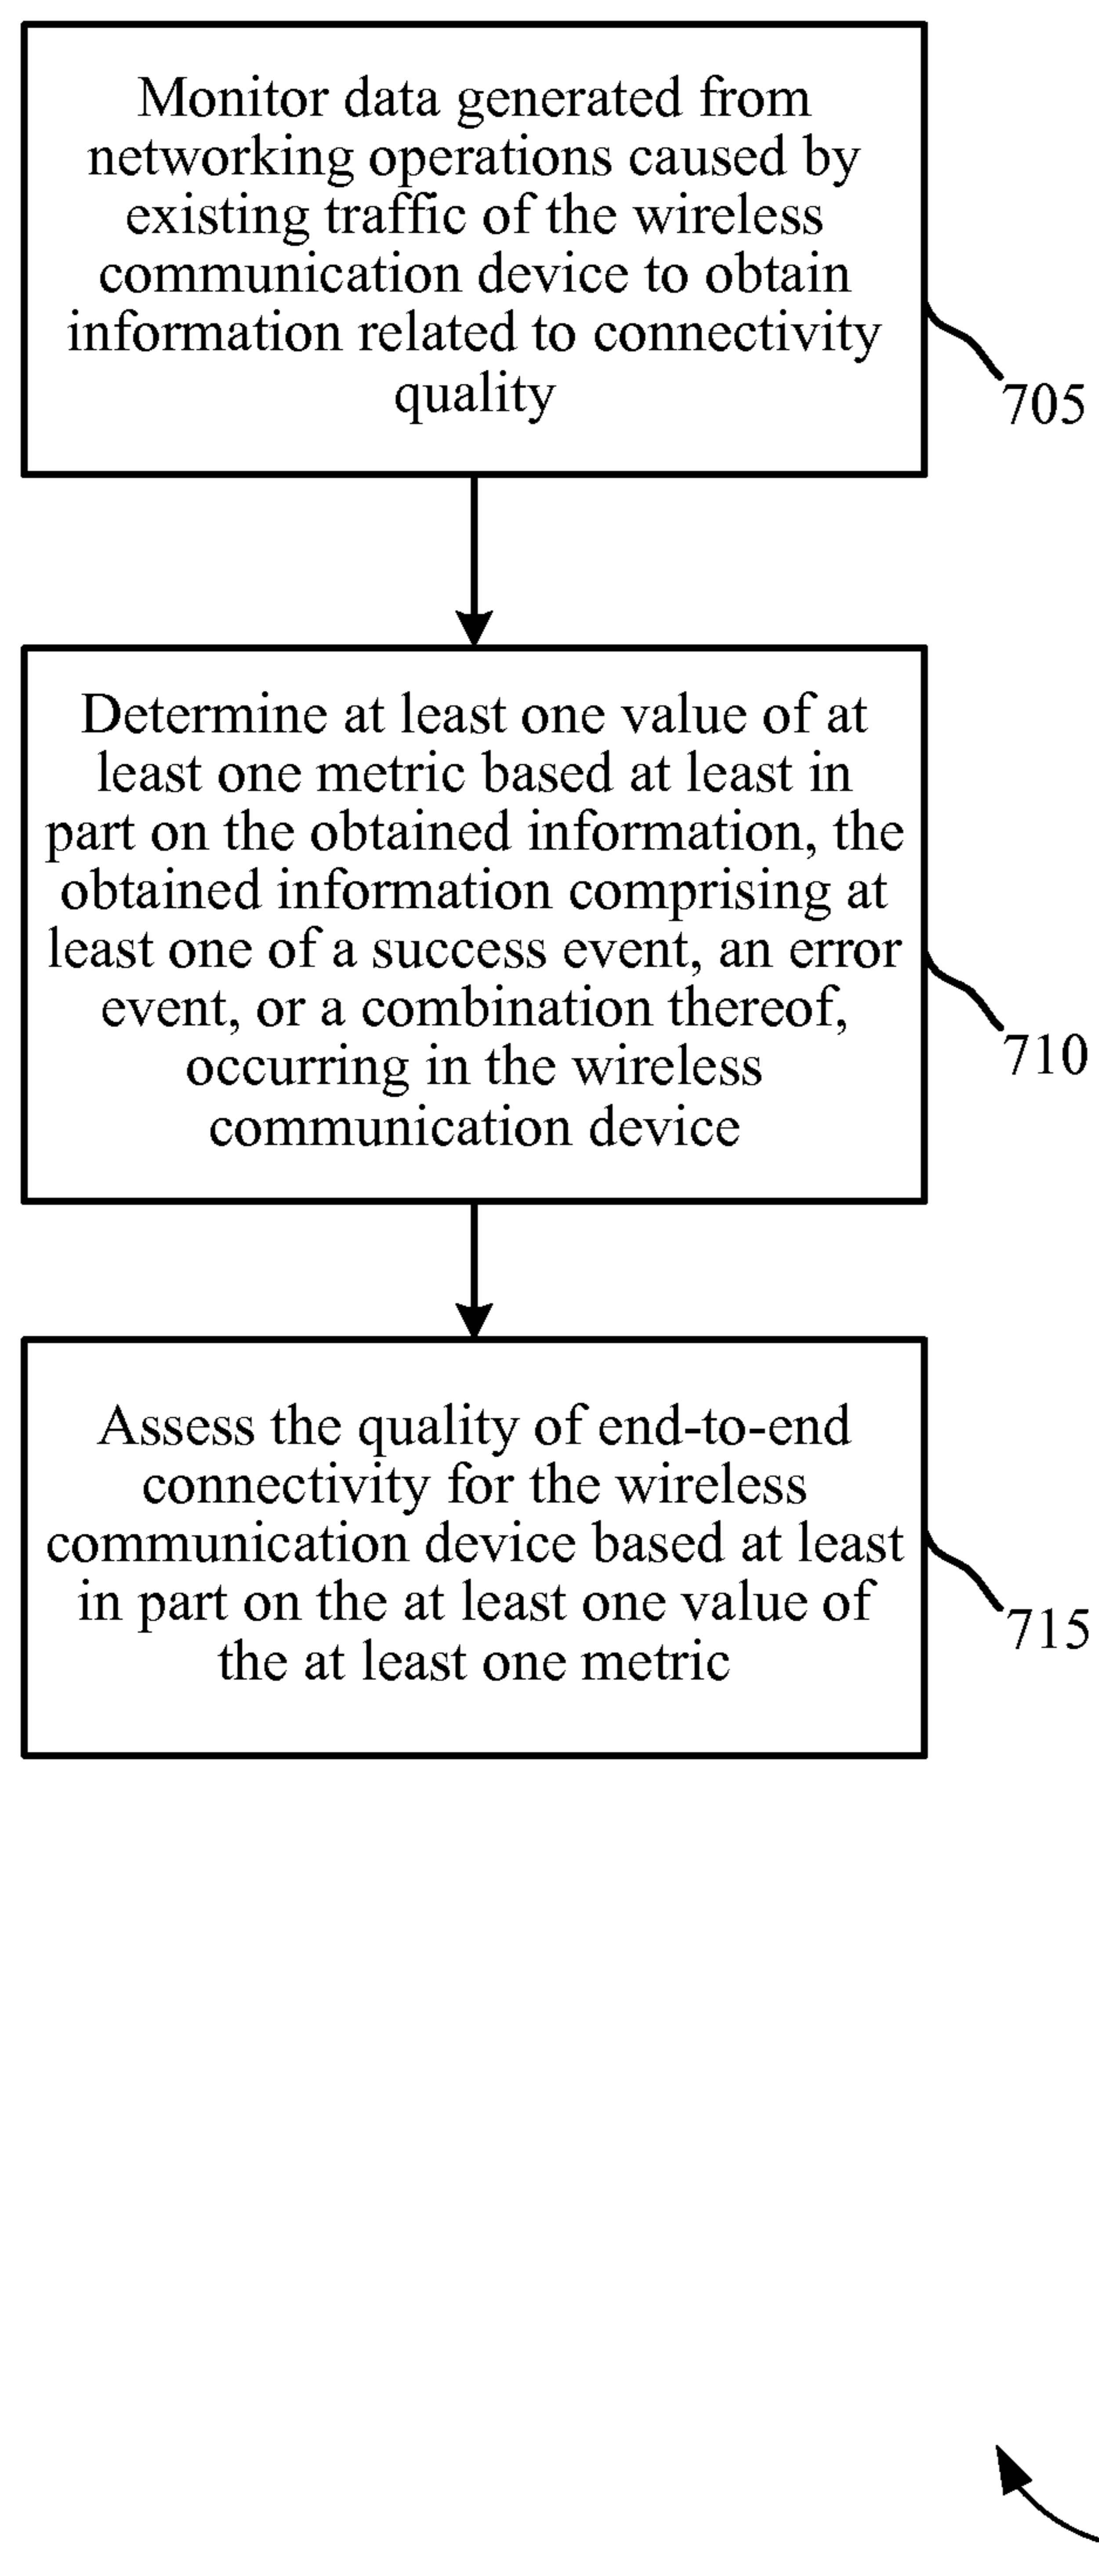 Monitor data generated from
networking operations caused by
existing traffic of the wireless
communication device to obtain
information related to connectivity
quality
705
Determine at least one value of at
least one metric based at least in
part on the obtained information, the
obtained information comprising at
least one of a success event, an error
event, or a combination thereof,
occurring in the wireless
communication device
710
Assess the quality of end-to-end
connectivity for the wireless
communication device based at least
in part on the at least one value of
the at least one metric
715